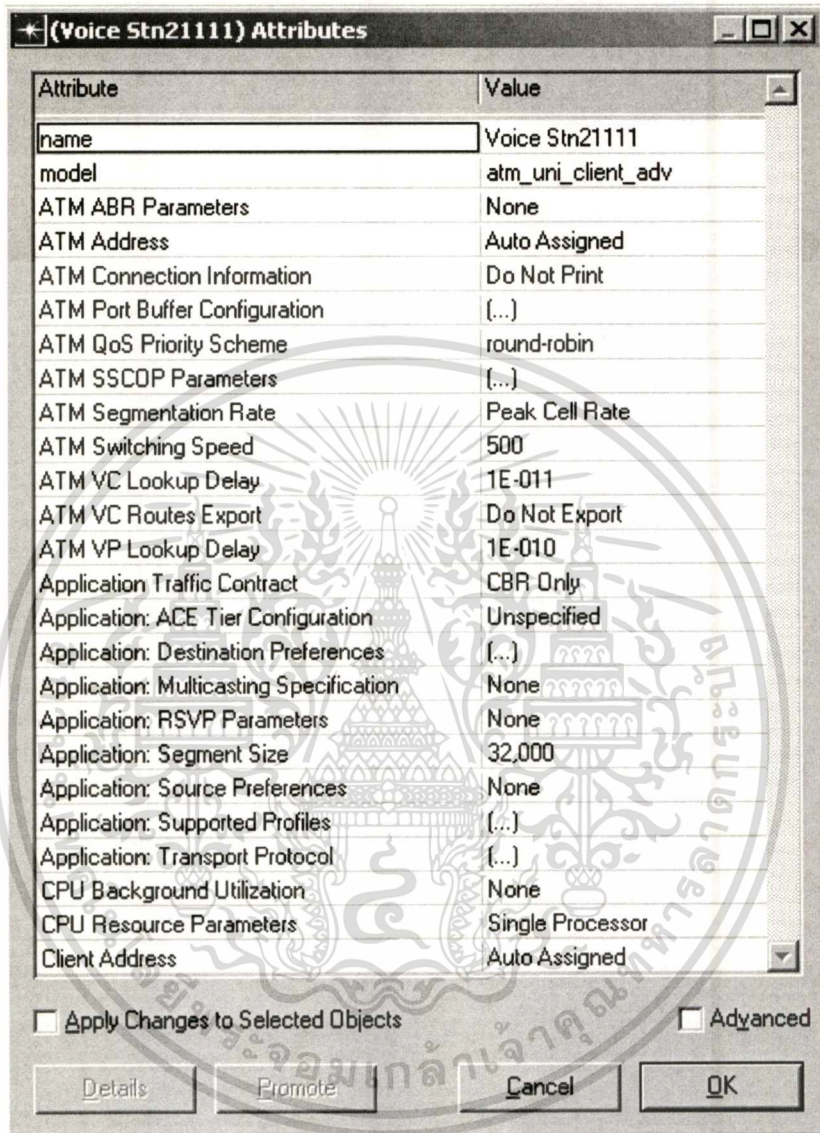 (Voice Stn21111) Attributes
Attribute Value
name Voice Stn21111
model atm_uni_client_adv
ATM ABR Parameters None
ATM Address Auto Assigned
ATM Connection Information Do Not Print
ATM Port Buffer Configuration (...)
ATM QoS Priority Scheme round-robin
ATM SSCOP Parameters (...)
ATM Segmentation Rate Peak Cell Rate
ATM Switching Speed 500
ATM VC Lookup Delay 1E-011
ATM VC Routes Export Do Not Export
ATM VP Lookup Delay 1E-010
Application Traffic Contract CBR Only
Application: ACE Tier Configuration Unspecified
Application: Destination Preferences (...)
Application: Multicasting Specification None
Application: RSVP Parameters None
Application: Segment Size 32,000
Application: Source Preferences None
Application: Supported Profiles (...)
Application: Transport Protocol (...)
CPU Background Utilization None
CPU Resource Parameters Single Processor
Client Address Auto Assigned
Apply Changes to Selected Objects Advanced
Details Promote Cancel OK